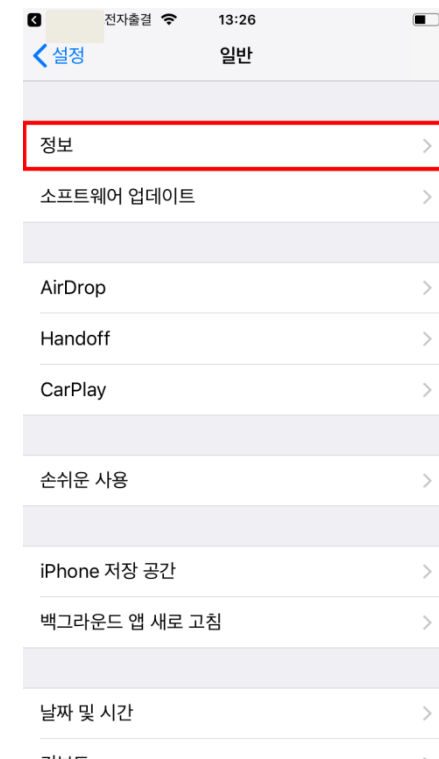 전자출결 13:26
설정 일반
정보
소프트웨어 업데이트
AirDrop
Handoff
CarPlay
손쉬운 사용
iPhone 저장 공간
백그라운드 앱 새로 고침
날짜 및 시간